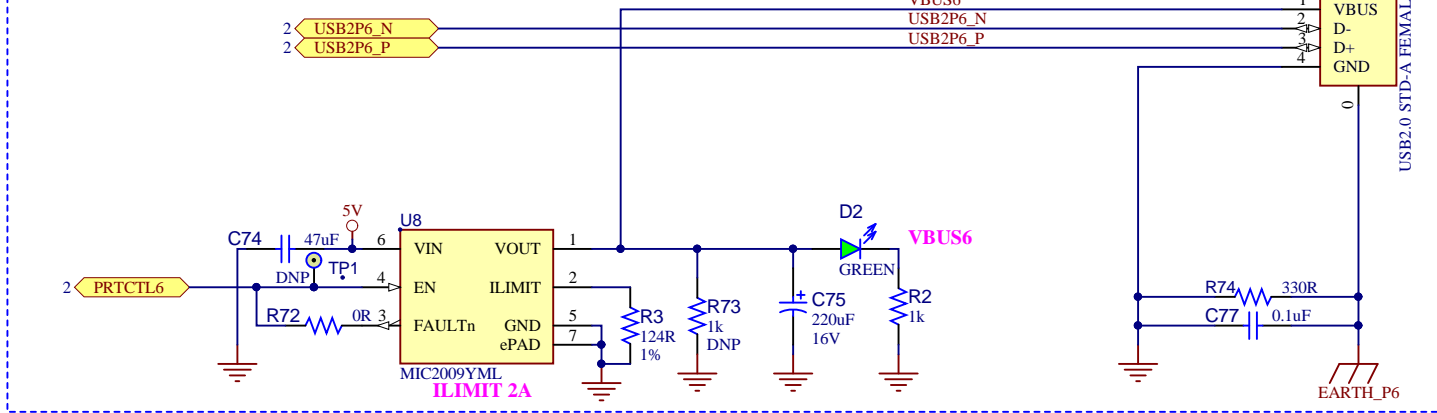 VBUS6
1
VBUS
2
USB2P6_N
USB2P6_N
2
D-
2
USB2P6_P
USB2P6_P
3
D+
4
GND
0
USB2.0 STD-A FEMAL
5V
U8
D2
C74
47uF
6
VIN
VOUT
1
VBUS6
GREEN
DNP
TP1
2
PRTCTL6
4
EN
ILIMIT
2
R72
0R
3
FAULTn
GND
5
ePAD
7
R3
124R
1%
R73
1k
DNP
C75
220uF
16V
R2
1k
R74
330R
C77
0.1uF
MIC2009YML
ILIMIT 2A
EARTH_P6